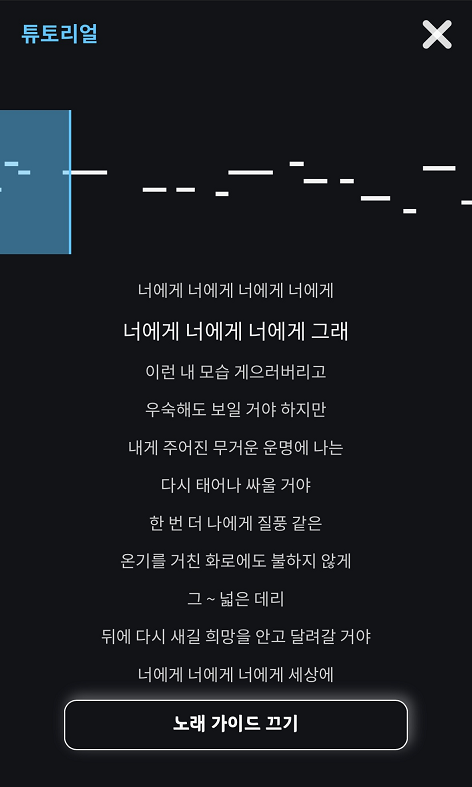 튜토리얼
너에게 너에게 너에게 너에게
너에게 너에게 너에게 그래
이런 내 모습 게으러버리고
우숙해도 보일 거야 하지만
내게 주어진 무거운 운명에 나는
다시 태어나 싸울 거야
한 번 더 나에게 질풍 같은
온기를 거친 화로에도 불하지 않게
그 ~ 넓은 데리
뒤에 다시 새길 희망을 안고 달려갈 거야
너에게 너에게 너에게 세상에
노래 가이드 끄기